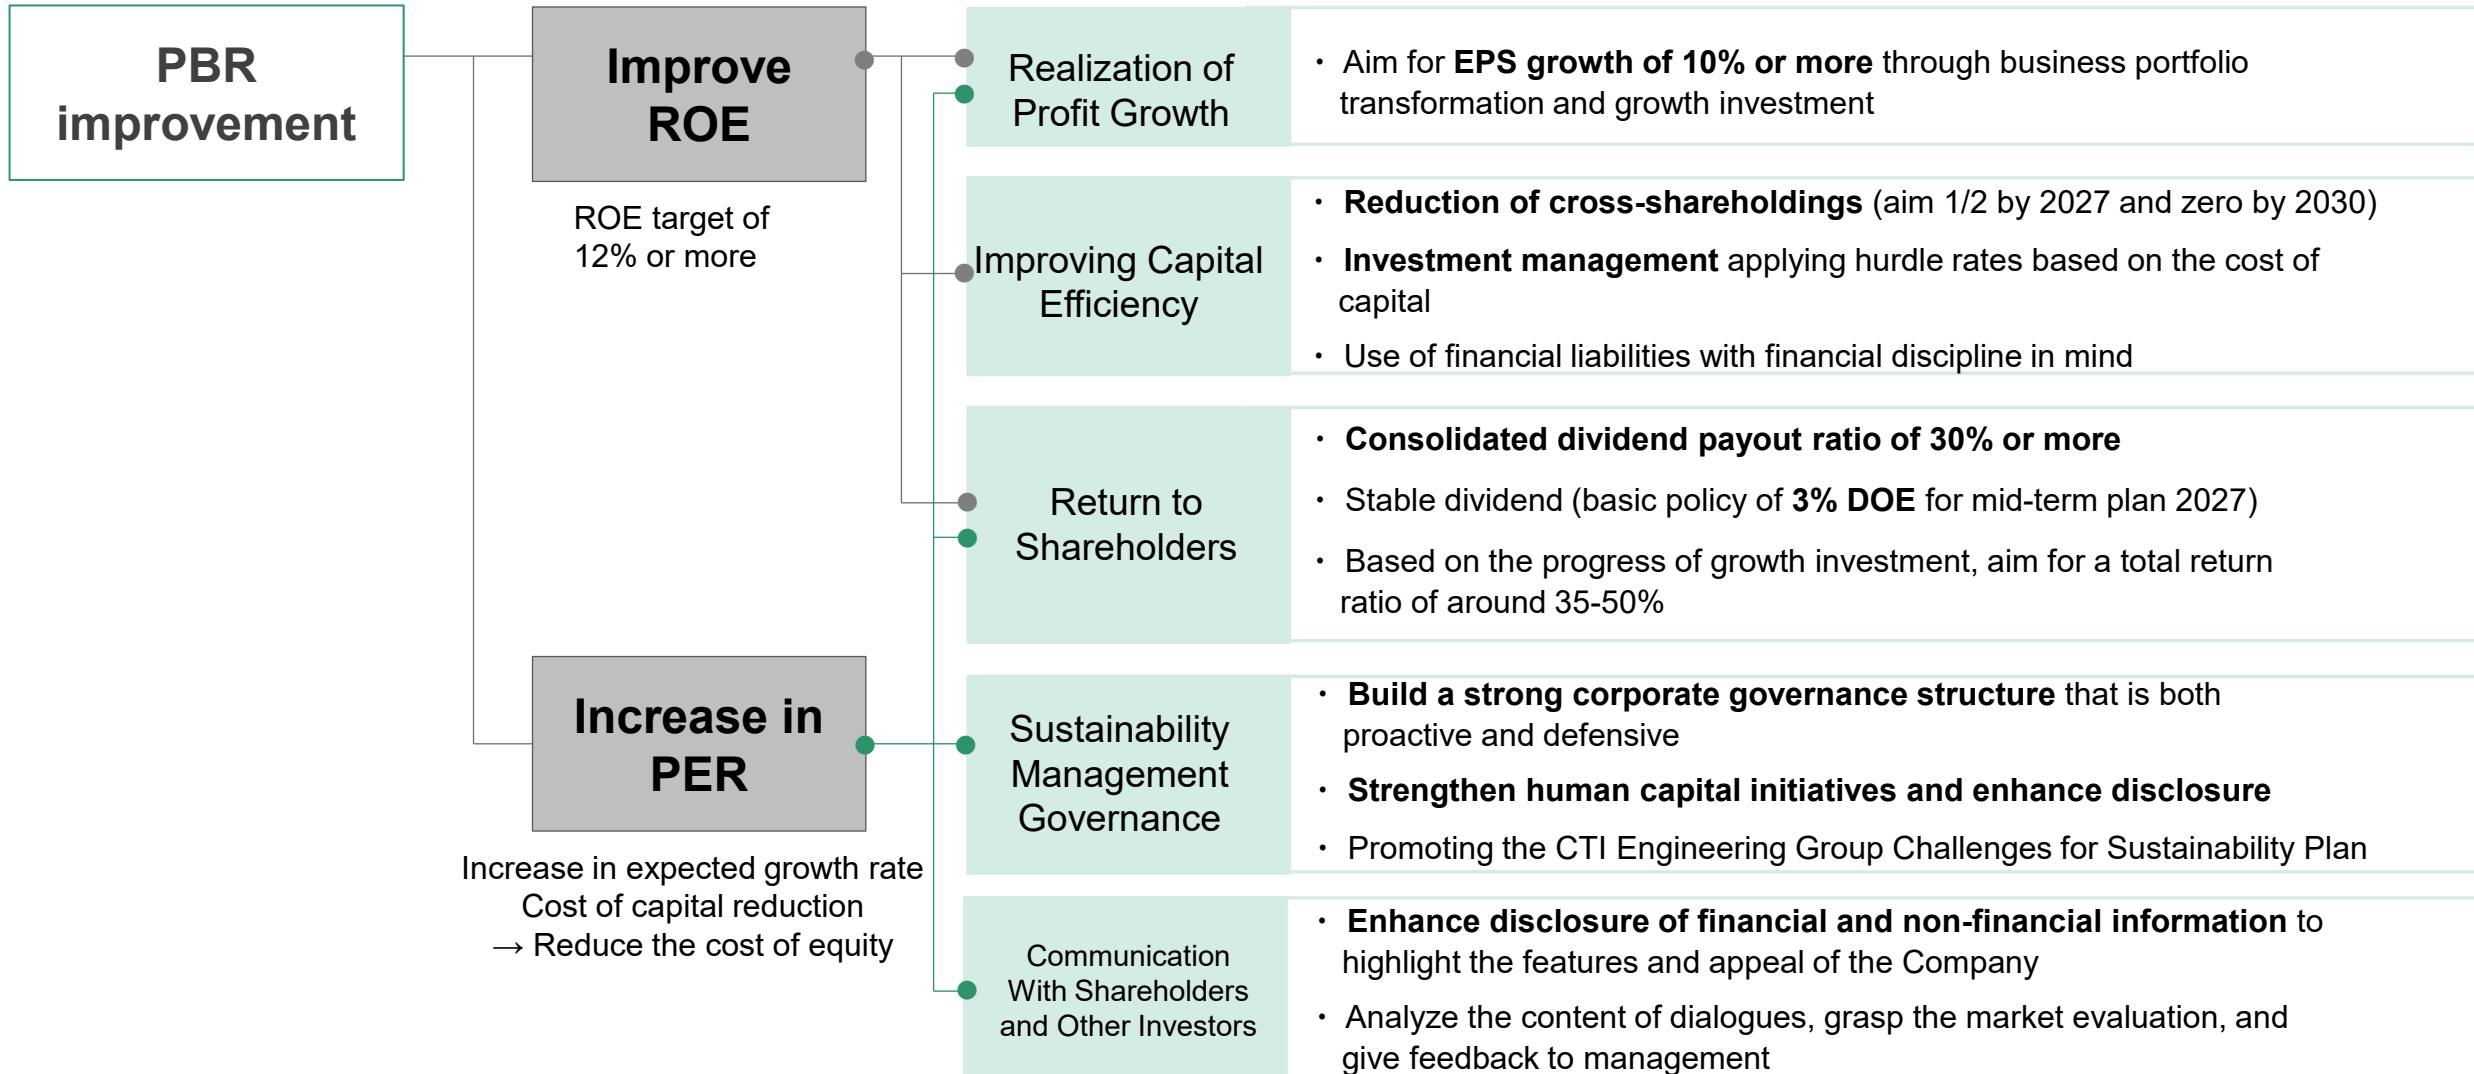 PBR
improvement
Improve
ROE
ROE target of
12% or more
Realization of
Profit Growth
・ Aim for EPS growth of 10% or more through business portfolio
transformation and growth investment
Improving Capital
Efficiency
・ Reduction of cross-shareholdings (aim 1/2 by 2027 and zero by 2030)
・ Investment management applying hurdle rates based on the cost of
capital
・ Use of financial liabilities with financial discipline in mind
Return to
Shareholders
・ Consolidated dividend payout ratio of 30% or more
・ Stable dividend (basic policy of 3% DOE for mid-term plan 2027)
・ Based on the progress of growth investment, aim for a total return
ratio of around 35-50%
Increase in
PER
Increase in expected growth rate
Cost of capital reduction
→ Reduce the cost of equity
Sustainability
Management
Governance
・ Build a strong corporate governance structure that is both
proactive and defensive
・ Strengthen human capital initiatives and enhance disclosure
・ Promoting the CTI Engineering Group Challenges for Sustainability Plan
Communication
With Shareholders
and Other Investors
・ Enhance disclosure of financial and non-financial information to
highlight the features and appeal of the Company
・ Analyze the content of dialogues, grasp the market evaluation, and
give feedback to management